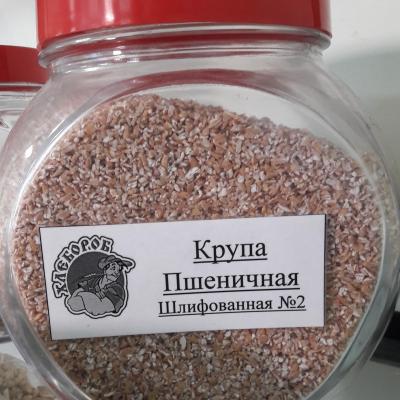 ХЛЕБОРОБ
Крупа
Пшеничная
Шлифованная №2